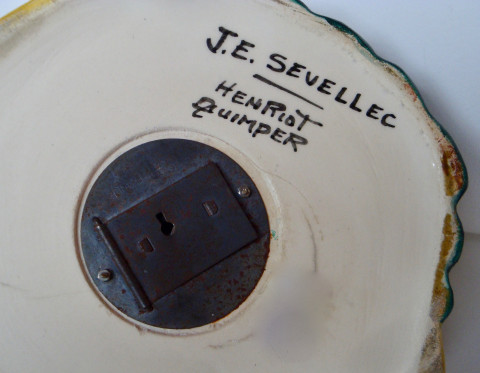 J.E. SEVELLEC
HENRIOT
QUIMPER